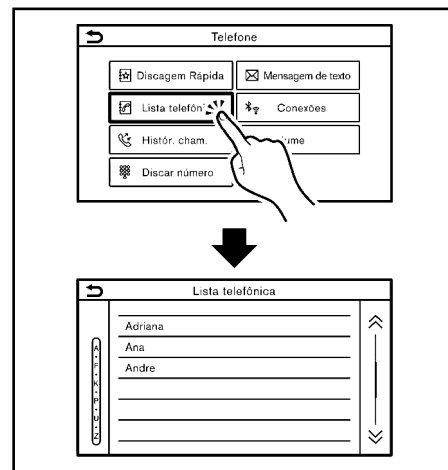 Telefone
Discagem Rápida
Mensagem de texto
Lista telefôn
Conexões
Histór. cham.
ume
Discar número
Lista telefônica
Adriana
Ana
Andre
A
F
K
P
U
Z